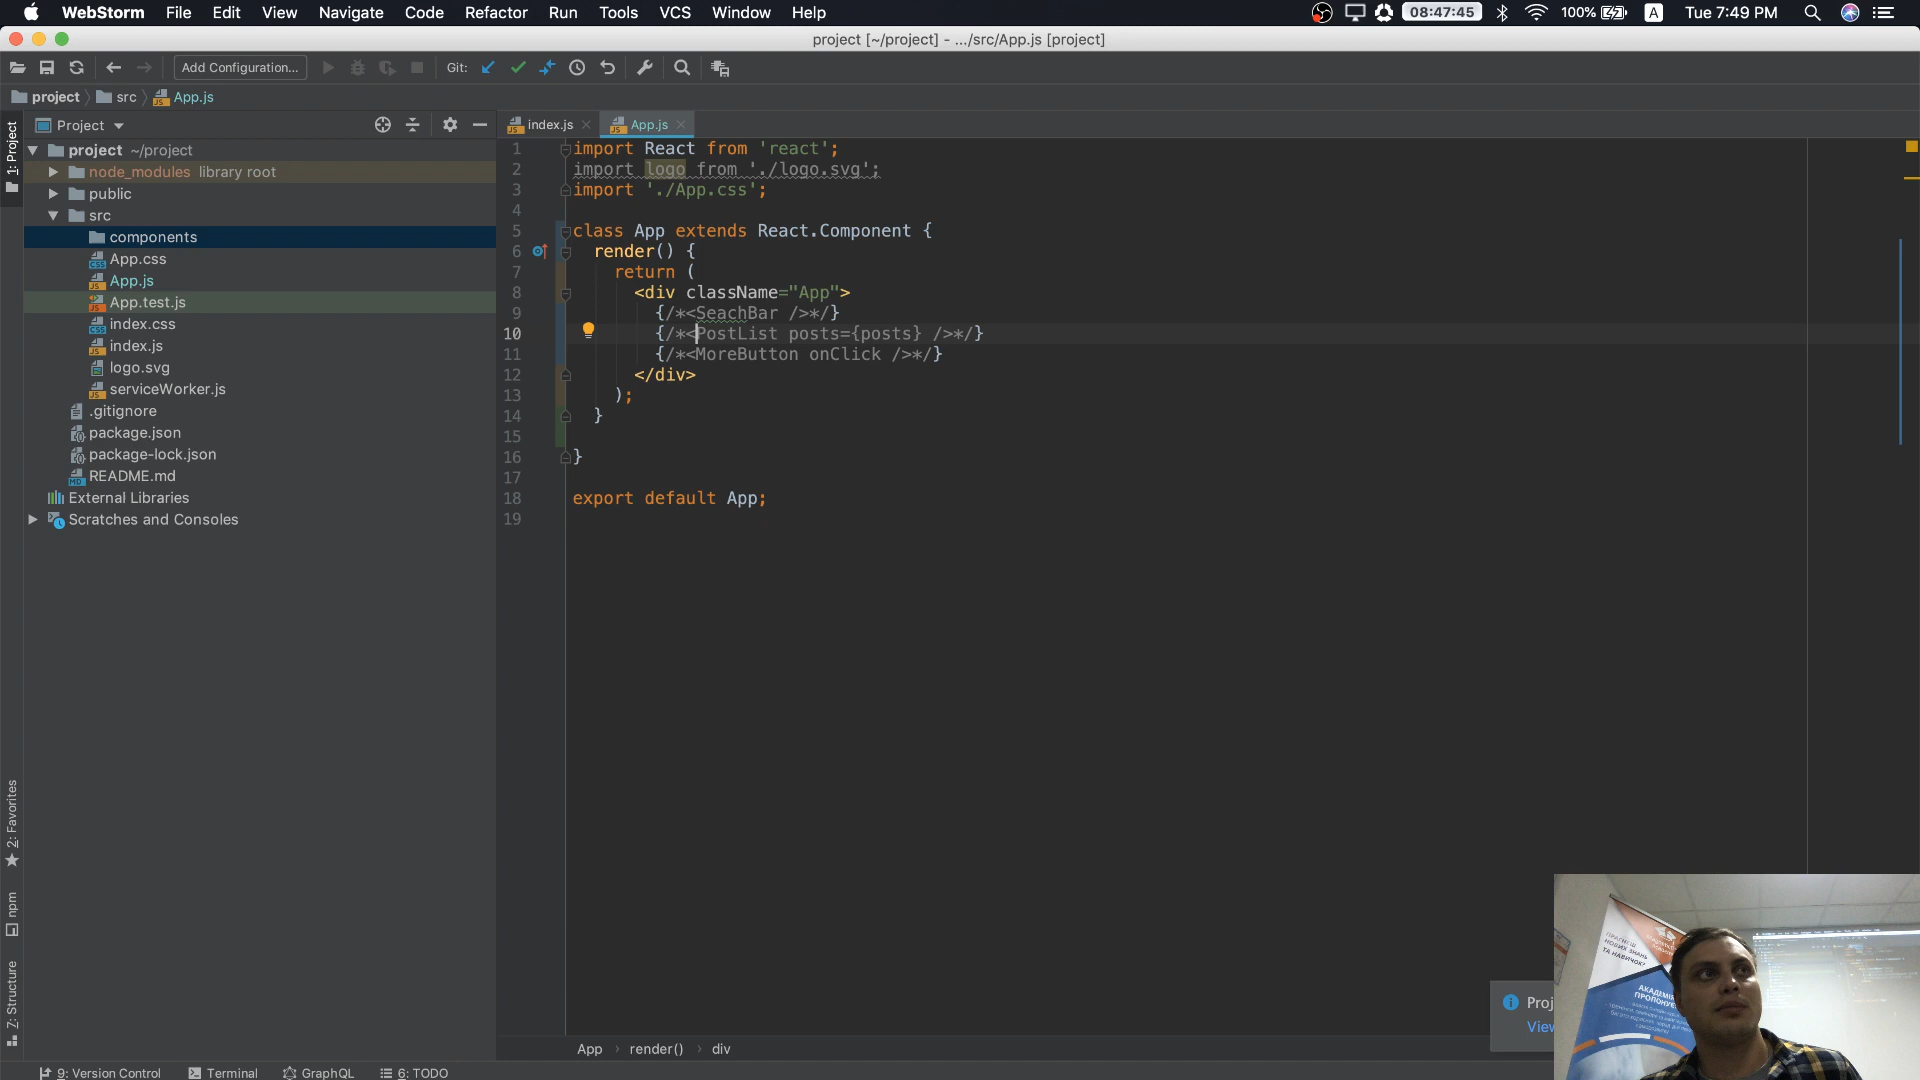 WebStorm File Edit View Navigate Code Refactor Run Tools VCS Window Help 08:47:45 100% A Tue 7:49 PM
project [~/project] - .../src/App.js [project]
Add Configuration... Git:
project src App.js
1: Project
Project
project ~/project
node_modules library root
public
src
components
App.css
App.js
App.test.js
index.css
index.js
logo.svg
serviceWorker.js
.gitignore
package.json
package-lock.json
README.md
External Libraries
Scratches and Consoles
2: Favorites
npm
Z: Structure
index.js App.js
1 import React from 'react';
2 import logo from './logo.svg';
3 import './App.css';
4
5 class App extends React.Component {
6 render() {
7 return (
8 <div className="App">
9 {/*<SeachBar />*/}
10 {/*<PostList posts={posts} />*/}
11 {/*<MoreButton onClick />*/}
12 </div>
13 );
14 }
15
16 }
17
18 export default App;
19
App render() div
9: Version Control Terminal GraphQL 6: TODO
Proj
View
ПРАГНЕШ
НОВИХ ЗНАНЬ
ТА НАВИЧОК?
АКАДЕМІЯ
ПРОПОНУЄ